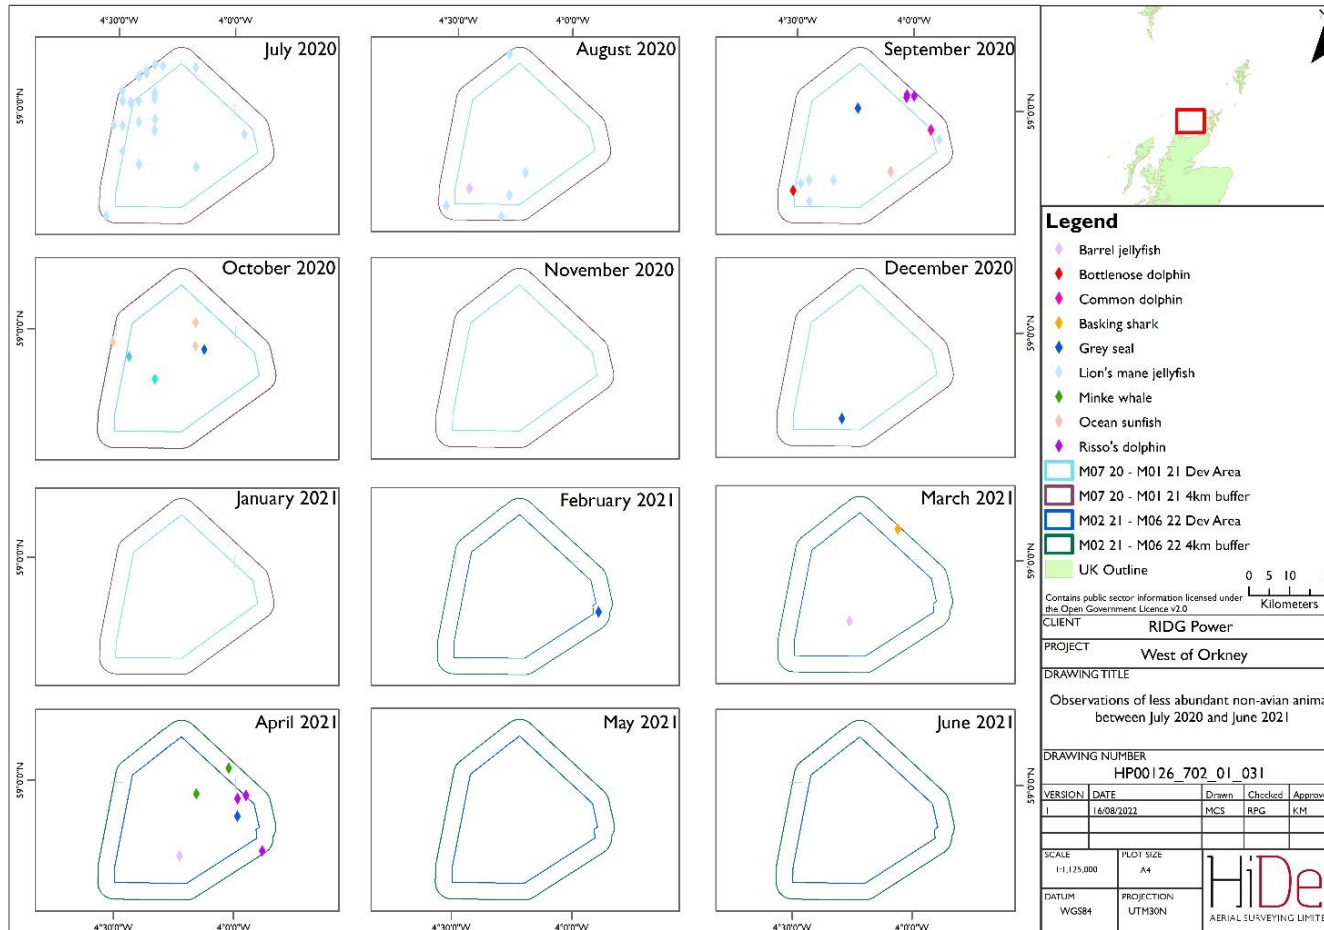 4°30'0"W 4°0'0"W 4°30'0"W 4°0'0"W 4°30'0"W 4°0'0"W
July 2020
August 2020
September 2020
59°0'0"N
59°0'0"N
October 2020
November 2020
December 2020
59°0'0"N
59°0'0"N
January 2021
February 2021
March 2021
59°0'0"N
59°0'0"N
April 2021
May 2021
June 2021
59°0'0"N
59°0'0"N
4°30'0"W 4°0'0"W 4°30'0"W 4°0'0"W 4°30'0"W 4°0'0"W
Legend
Barrel jellyfish
Bottlenose dolphin
Common dolphin
Basking shark
Grey seal
Lion's mane jellyfish
Minke whale
Ocean sunfish
Risso's dolphin
M07 20 - M01 21 Dev Area
M07 20 - M01 21 4km buffer
M02 21 - M06 22 Dev Area
M02 21 - M06 22 4km buffer
UK Outline
0 5 10
Kilometers
Contains public sector information licensed under
the Open Government Licence v2.0
CLIENT
RIDG Power
PROJECT
West of Orkney
DRAWING TITLE
Observations of less abundant non-avian anima
between July 2020 and June 2021
DRAWING NUMBER
HP00126_702_01_031
VERSION DATE Drawn Checked Approve
1 16/08/2022 MCS RPG KM
SCALE PLOT SIZE
1:1,125,000 A4
DATUM PROJECTION
WGS84 UTM30N
HiDe
AERIAL SURVEYING LIMITE